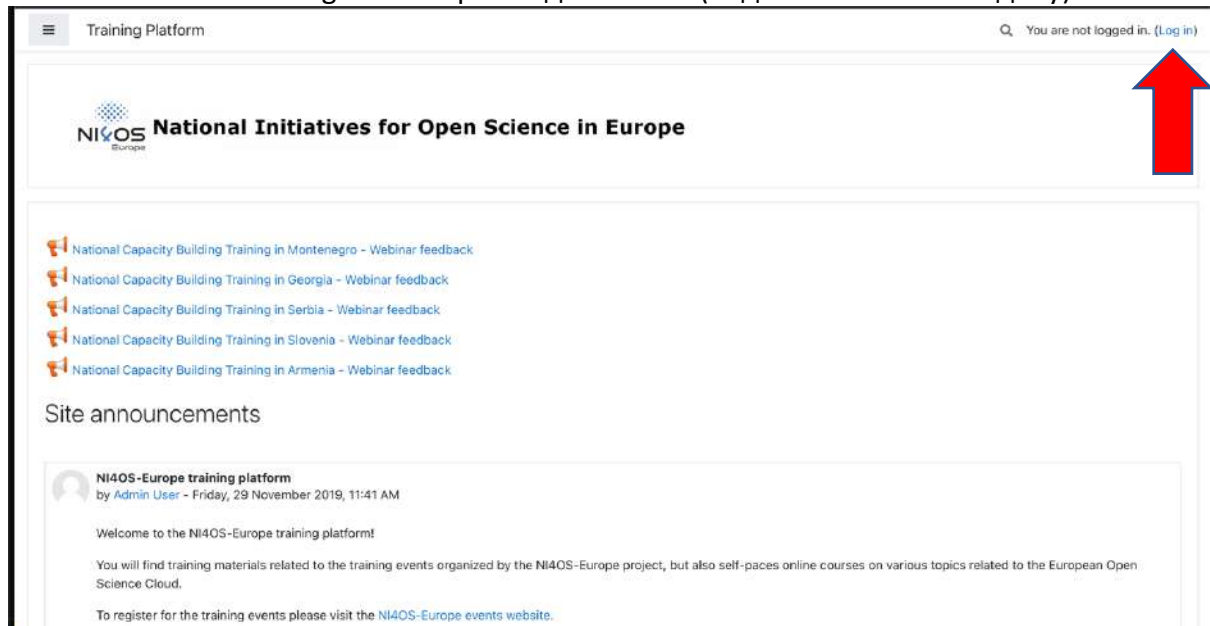 Training Platform
You are not logged in. (Log in)
NI4OS
Europe
National Initiatives for Open Science in Europe
National Capacity Building Training in Montenegro - Webinar feedback
National Capacity Building Training in Georgia - Webinar feedback
National Capacity Building Training in Serbia - Webinar feedback
National Capacity Building Training in Slovenia - Webinar feedback
National Capacity Building Training in Armenia - Webinar feedback
Site announcements
NI4OS-Europe training platform
by Admin User - Friday, 29 November 2019, 11:41 AM
Welcome to the NI4OS-Europe training platform!
You will find training materials related to the training events organized by the NI4OS-Europe project, but also self-paces online courses on various topics related to the European Open
Science Cloud.
To register for the training events please visit the NI4OS-Europe events website.